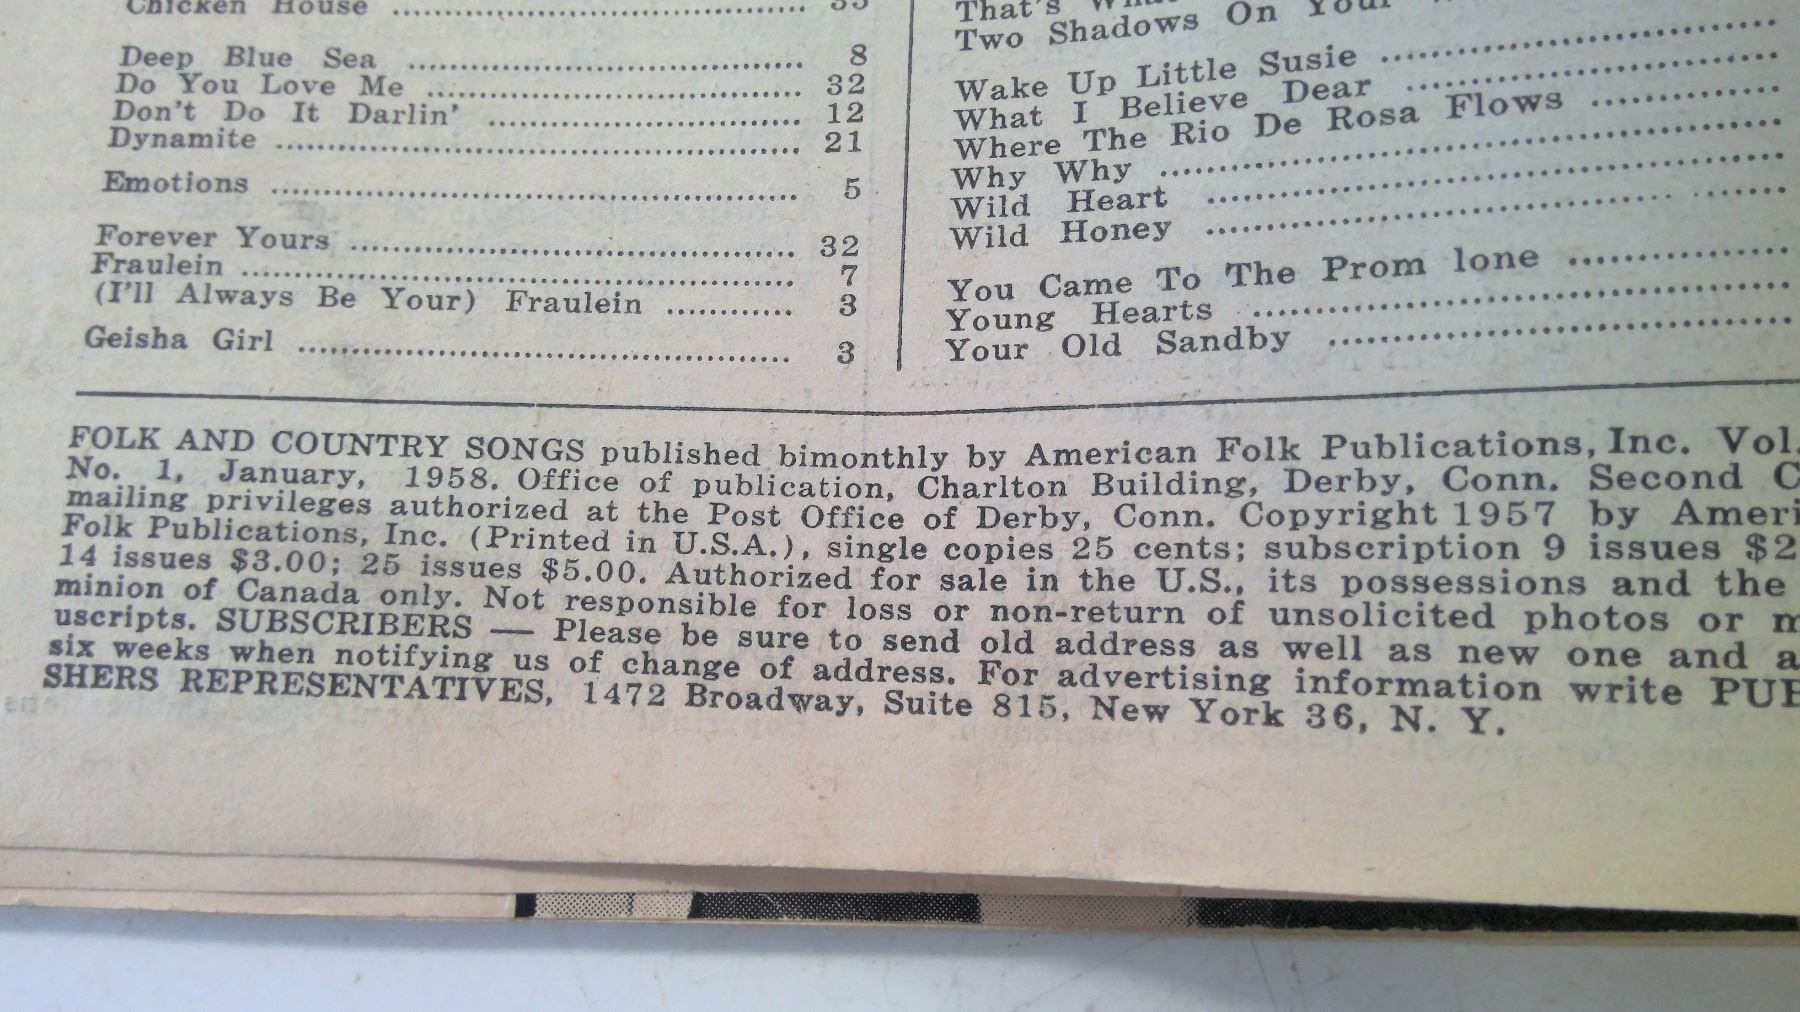 Chicken House ........ 35
Deep Blue Sea ........ 8
Do You Love Me ........ 32
Don't Do It Darlin' ........ 12
Dynamite ........ 21
Emotions ........ 5
Forever Yours ........ 32
Fraulein ........ 7
(I'll Always Be Your) Fraulein ........ 3
Geisha Girl ........ 3
That's
Two Shadows On Your
Wake Up Little Susie ........
What I Believe Dear ........
Where The Rio De Rosa Flows ........
Why Why ........
Wild Heart ........
Wild Honey ........
You Came To The Prom lone ........
Young Hearts ........
Your Old Sandby ........
FOLK AND COUNTRY SONGS published bimonthly by American Folk Publications, Inc. Vol.
No. 1, January, 1958. Office of publication, Charlton Building, Derby, Conn. Second C
mailing privileges authorized at the Post Office of Derby, Conn. Copyright 1957 by Ameri
Folk Publications, Inc. (Printed in U.S.A.), single copies 25 cents; subscription 9 issues $2
14 issues $3.00; 25 issues $5.00. Authorized for sale in the U.S., its possessions and the
minion of Canada only. Not responsible for loss or non-return of unsolicited photos or m
uscripts. SUBSCRIBERS — Please be sure to send old address as well as new one and a
six weeks when notifying us of change of address. For advertising information write PUB
SHERS REPRESENTATIVES, 1472 Broadway, Suite 815, New York 36, N. Y.